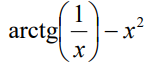 arctg(1/x) − x²